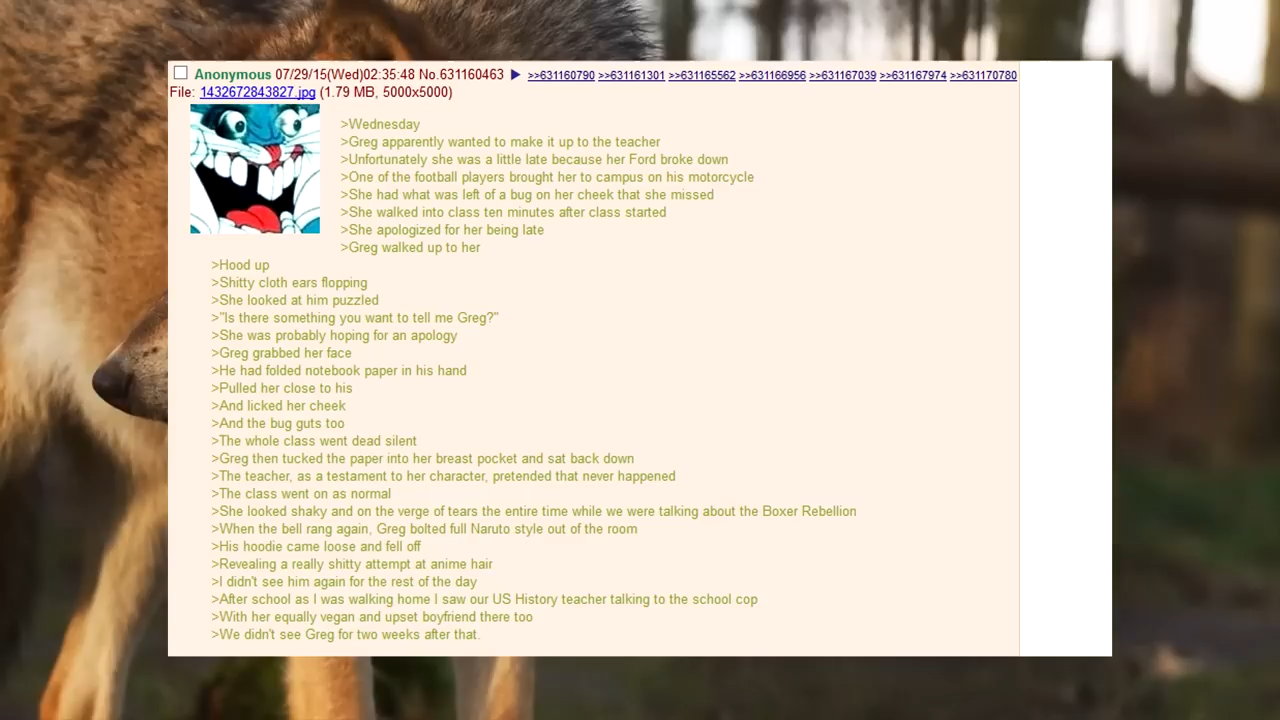 Anonymous 07/29/15(Wed)02:35:48 No.631160463 ▶ >>631160790 >>631161301 >>631165562 >>631166956 >>631167039 >>631167974 >>631170780
File: 1432672843827.jpg (1.79 MB, 5000x5000)
>Wednesday
>Greg apparently wanted to make it up to the teacher
>Unfortunately she was a little late because her Ford broke down
>One of the football players brought her to campus on his motorcycle
>She had what was left of a bug on her cheek that she missed
>She walked into class ten minutes after class started
>She apologized for her being late
>Greg walked up to her
>Hood up
>Shitty cloth ears flopping
>She looked at him puzzled
>"Is there something you want to tell me Greg?"
>She was probably hoping for an apology
>Greg grabbed her face
>He had folded notebook paper in his hand
>Pulled her close to his
>And licked her cheek
>And the bug guts too
>The whole class went dead silent
>Greg then tucked the paper into her breast pocket and sat back down
>The teacher, as a testament to her character, pretended that never happened
>The class went on as normal
>She looked shaky and on the verge of tears the entire time while we were talking about the Boxer Rebellion
>When the bell rang again, Greg bolted full Naruto style out of the room
>His hoodie came loose and fell off
>Revealing a really shitty attempt at anime hair
>I didn't see him again for the rest of the day
>After school as I was walking home I saw our US History teacher talking to the school cop
>With her equally vegan and upset boyfriend there too
>We didn't see Greg for two weeks after that.